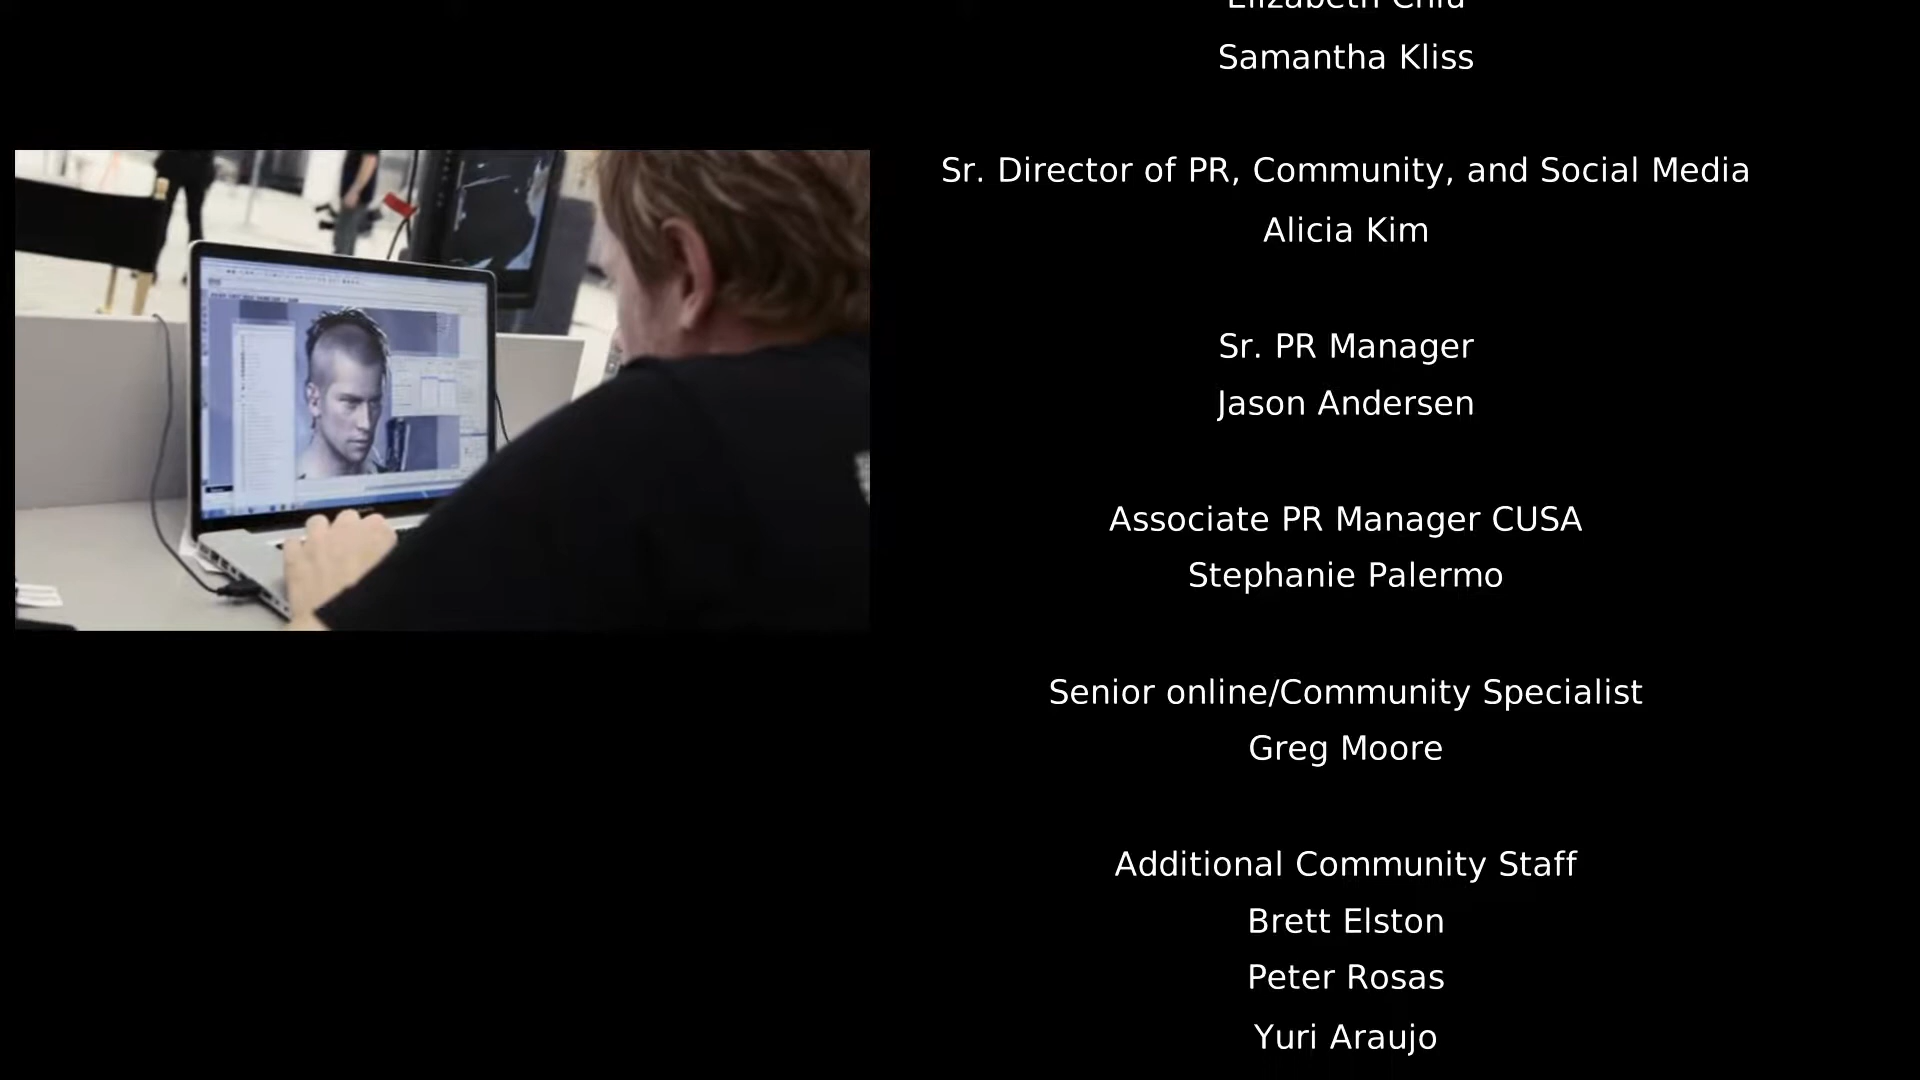 Elizabeth Chiu
Samantha Kliss
Sr. Director of PR, Community, and Social Media
Alicia Kim
Sr. PR Manager
Jason Andersen
Associate PR Manager CUSA
Stephanie Palermo
Senior online/Community Specialist
Greg Moore
Additional Community Staff
Brett Elston
Peter Rosas
Yuri Araujo